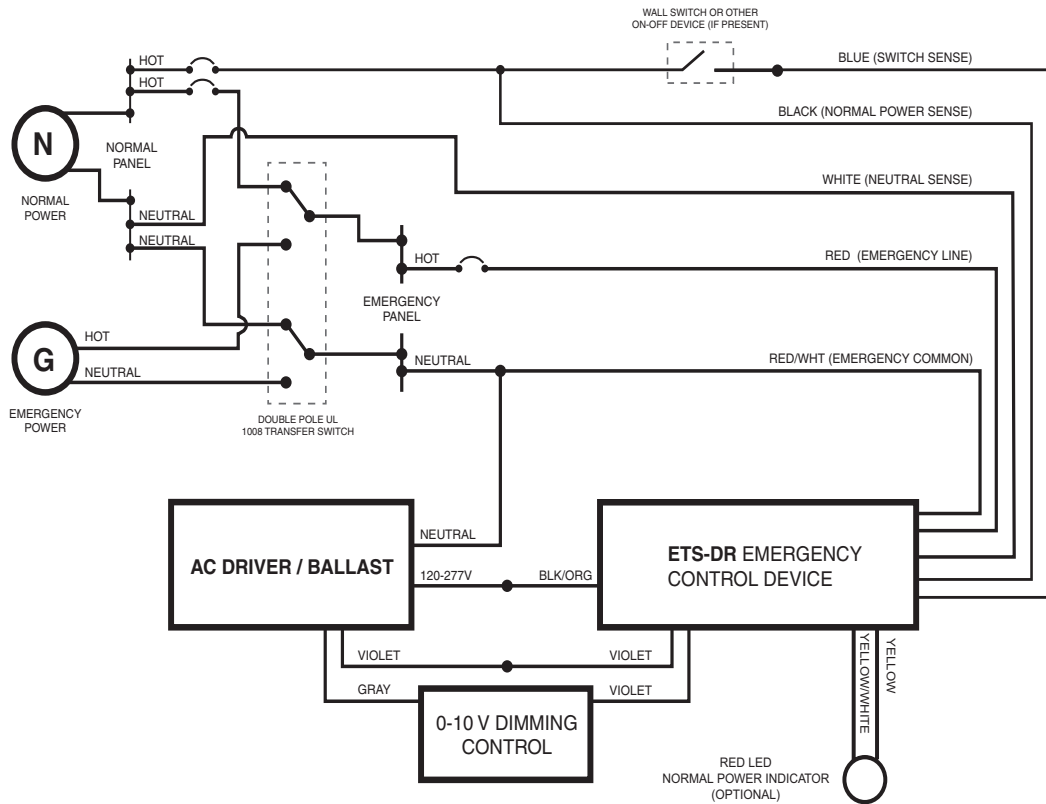 WALL SWITCH OR OTHER
ON-OFF DEVICE (IF PRESENT)
HOT
BLUE (SWITCH SENSE)
HOT
BLACK (NORMAL POWER SENSE)
N
NORMAL
PANEL
NORMAL
POWER
WHITE (NEUTRAL SENSE)
NEUTRAL
NEUTRAL
RED (EMERGENCY LINE)
HOT
EMERGENCY
PANEL
HOT
G
NEUTRAL
NEUTRAL
RED/WHT (EMERGENCY COMMON)
EMERGENCY
POWER
DOUBLE POLE UL
1008 TRANSFER SWITCH
NEUTRAL
AC DRIVER / BALLAST
ETS-DR EMERGENCY
CONTROL DEVICE
120-277V
BLK/ORG
VIOLET
VIOLET
GRAY
VIOLET
YELLOW/WHITE
YELLOW
0-10 V DIMMING
CONTROL
RED LED
NORMAL POWER INDICATOR
(OPTIONAL)